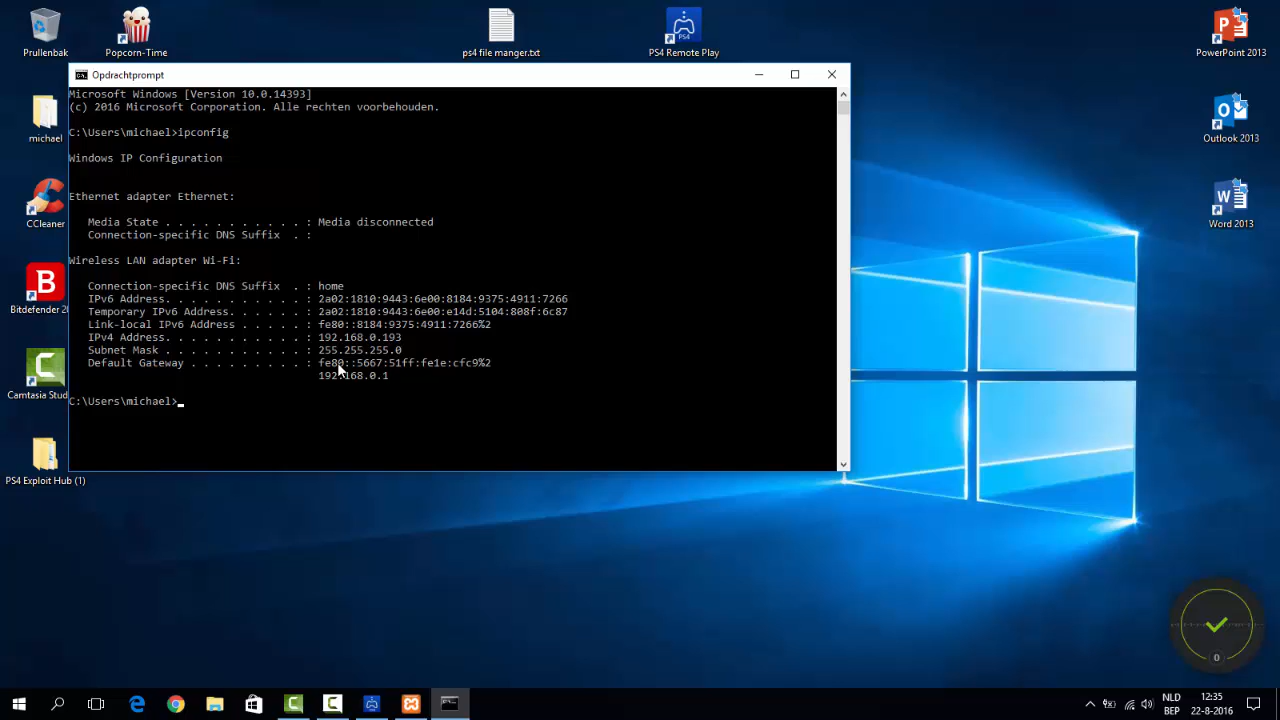 Prullenbak
Popcorn-Time
ps4 file manger.txt
PS4 Remote Play
PowerPoint 2013
michael
Outlook 2013
CCleaner
Word 2013
Bitdefender 2
Camtasia Stud
PS4 Exploit Hub (1)
Opdrachtprompt
Microsoft Windows [Version 10.0.14393]
(c) 2016 Microsoft Corporation. Alle rechten voorbehouden.
C:\Users\michael>ipconfig
Windows IP Configuration
Ethernet adapter Ethernet:
Media State . . . . . . . . . . . : Media disconnected
Connection-specific DNS Suffix . :
Wireless LAN adapter Wi-Fi:
Connection-specific DNS Suffix . : home
IPv6 Address. . . . . . . . . . . : 2a02:1810:9443:6e00:8184:9375:4911:7266
Temporary IPv6 Address. . . . . . : 2a02:1810:9443:6e00:e14d:5104:808f:6c87
Link-local IPv6 Address . . . . . : fe80::8184:9375:4911:7266%2
IPv4 Address. . . . . . . . . . . : 192.168.0.193
Subnet Mask . . . . . . . . . . . : 255.255.255.0
Default Gateway . . . . . . . . . : fe80::5667:51ff:fe1e:cfc9%2
192.168.0.1
C:\Users\michael>
0
NLD
BEP
12:35
22-8-2016